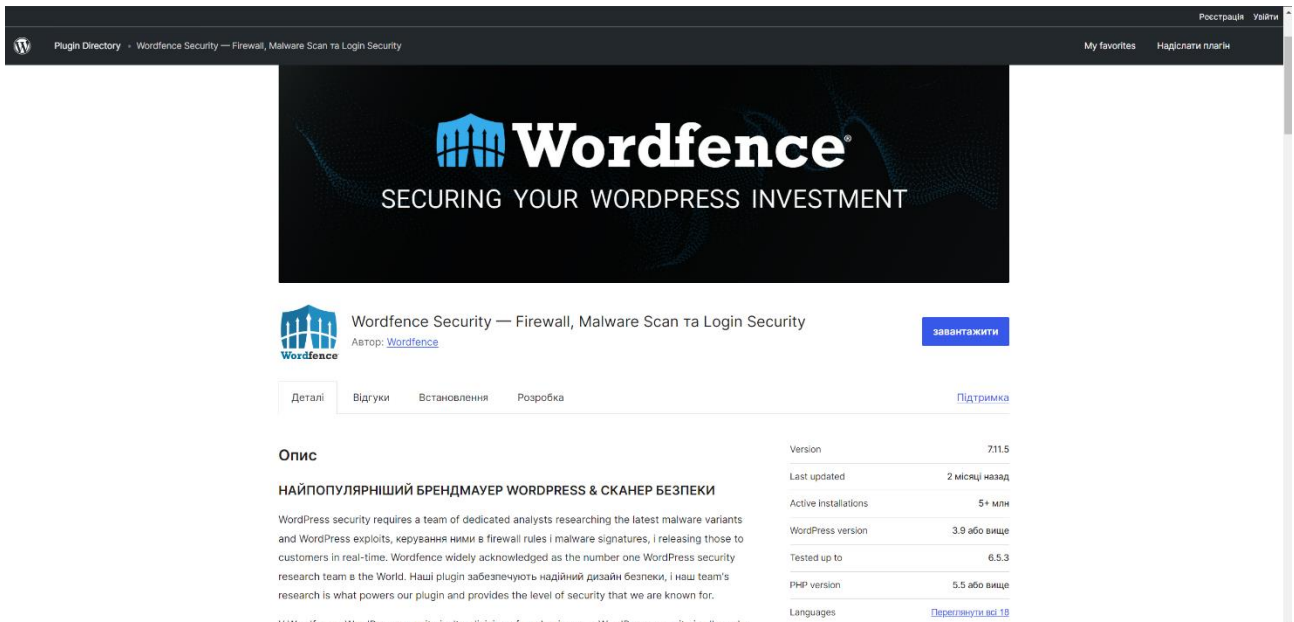 Реєстрація Увійти
Plugin Directory • Wordfence Security — Firewall, Malware Scan та Login Security My favorites Надіслати плагін
Wordfence®
SECURING YOUR WORDPRESS INVESTMENT
Wordfence
Wordfence Security — Firewall, Malware Scan та Login Security
Автор: Wordfence
завантажити
Деталі Відгуки Встановлення Розробка Підтримка
Опис
НАЙПОПУЛЯРНІШИЙ БРЕНДМАУЕР WORDPRESS & СКАНЕР БЕЗПЕКИ
WordPress security requires a team of dedicated analysts researching the latest malware variants
and WordPress exploits, керування ними в firewall rules і malware signatures, і releasing those to
customers in real-time. Wordfence widely acknowledged as the number one WordPress security
research team в the World. Наші plugin забезпечують надійний дизайн безпеки, і наш team's
research is what powers our plugin and provides the level of security that we are known for.
Version 7.11.5
Last updated 2 місяці назад
Active installations 5+ млн
WordPress version 3.9 або вище
Tested up to 6.5.3
PHP version 5.5 або вище
Languages Переглянути всі 18